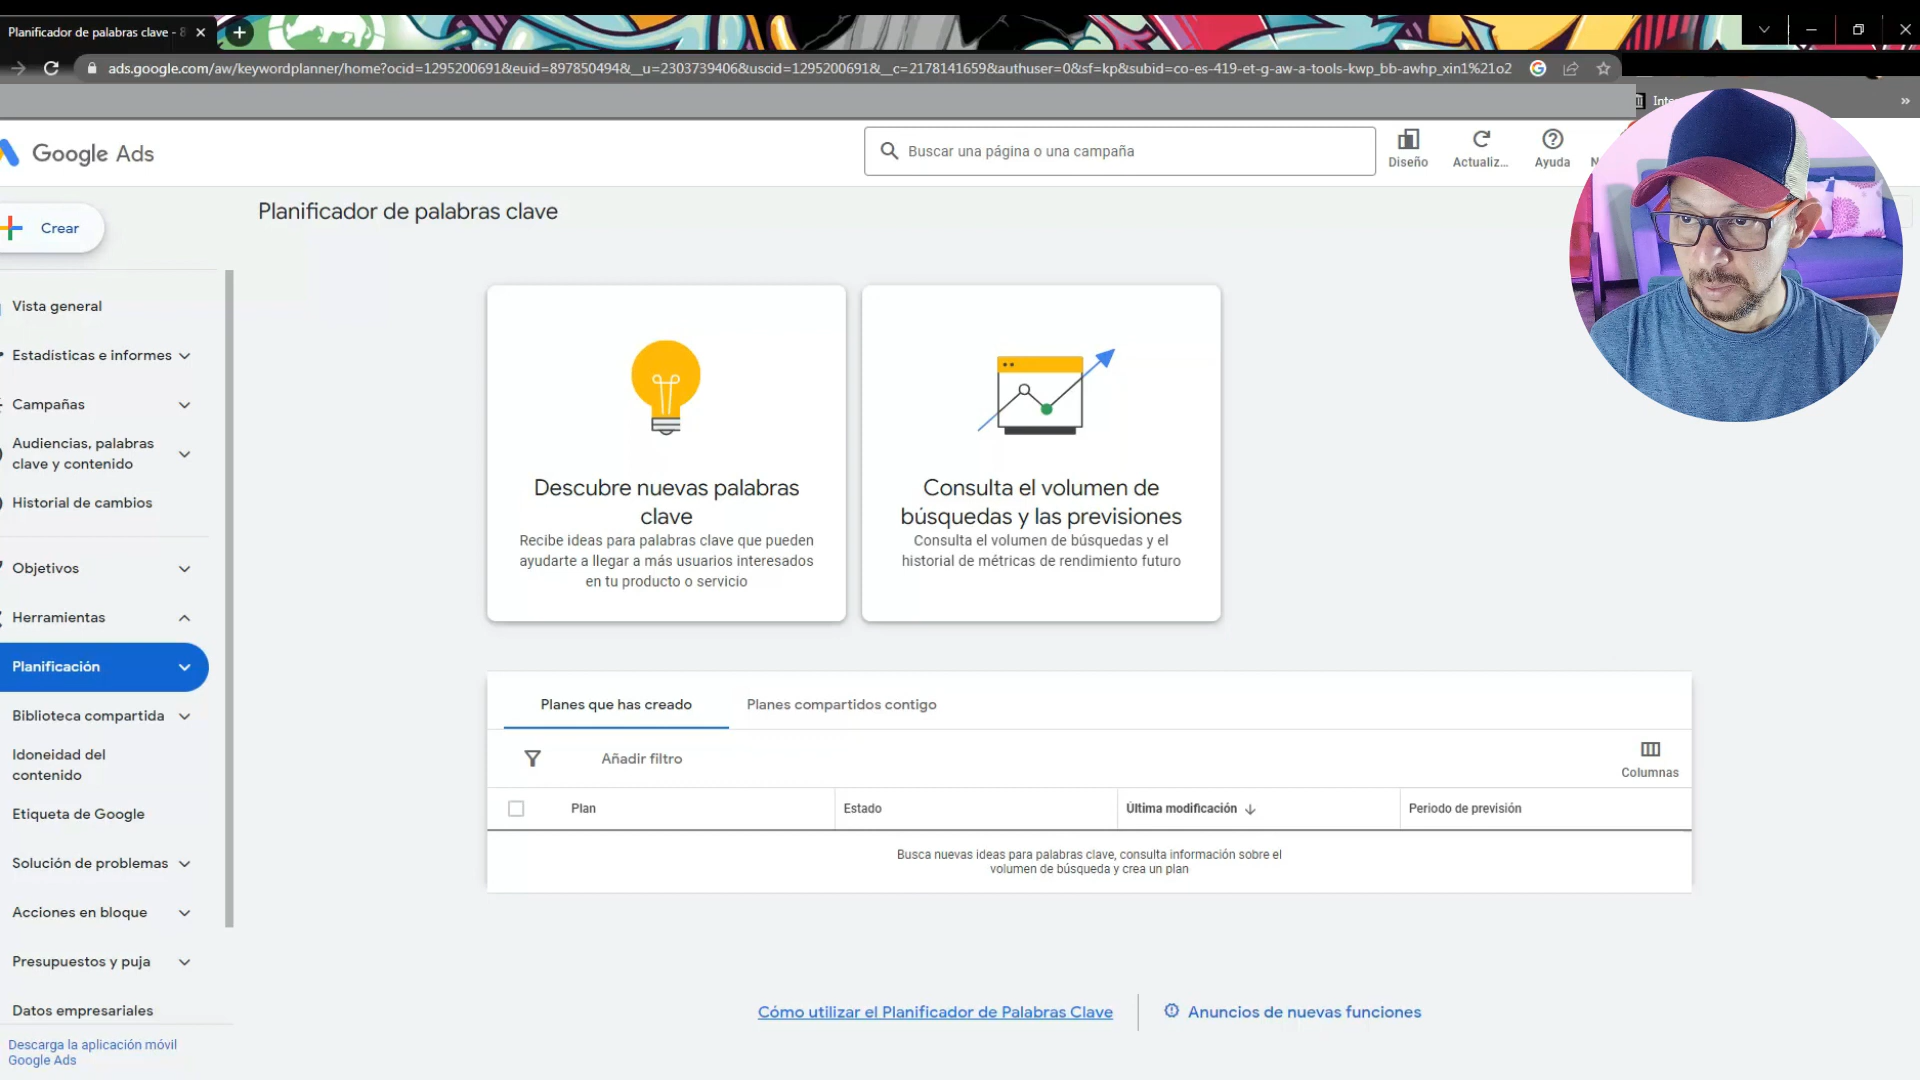 Planificador de palabras clave - 8
ads.google.com/aw/keywordplanner/home?ocid=1295200691&euid=897850494&__u=2303739406&uscid=1295200691&__c=2178141659&authuser=0&sf=kp&subid=co-es-419-et-g-aw-a-tools-kwp_bb-awhp_xin1%21o2
»
Google Ads
Buscar una página o una campaña
Diseño
Actualiz...
Ayuda
Crear
Planificador de palabras clave
Vista general
Estadísticas e informes
Campañas
Audiencias, palabras
clave y contenido
Historial de cambios
Objetivos
Herramientas
Planificación
Biblioteca compartida
Idoneidad del
contenido
Etiqueta de Google
Solución de problemas
Acciones en bloque
Presupuestos y puja
Datos empresariales
Descarga la aplicación móvil
Google Ads
Descubre nuevas palabras
clave
Recibe ideas para palabras clave que pueden
ayudarte a llegar a más usuarios interesados
en tu producto o servicio
Consulta el volumen de
búsquedas y las previsiones
Consulta el volumen de búsquedas y el
historial de métricas de rendimiento futuro
Planes que has creado
Planes compartidos contigo
Añadir filtro
Columnas
Plan
Estado
Última modificación
Periodo de previsión
Busca nuevas ideas para palabras clave, consulta información sobre el
volumen de búsqueda y crea un plan
Cómo utilizar el Planificador de Palabras Clave
Anuncios de nuevas funciones